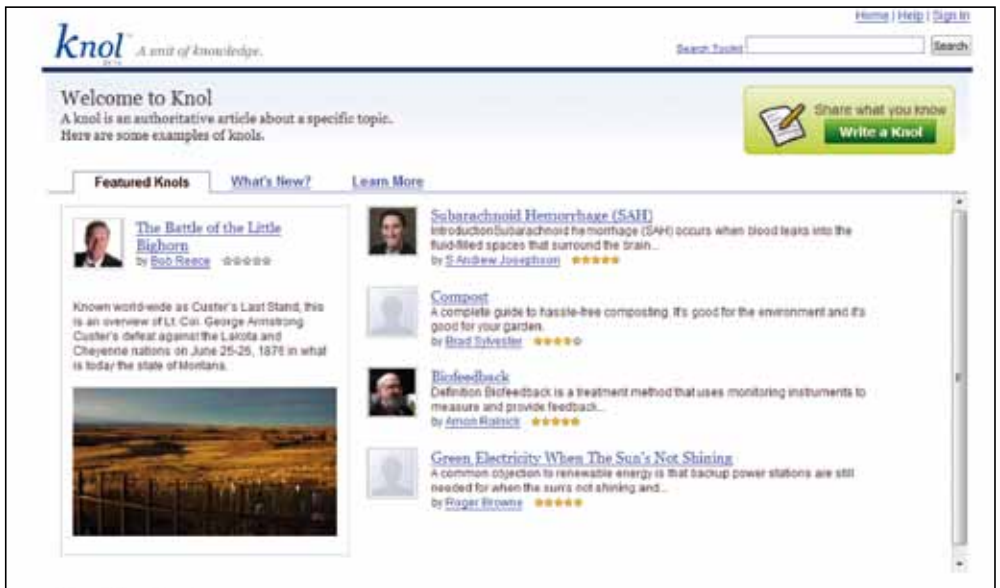 Home | Help | Sign In
knol BETA A unit of knowledge.
Search Toolkit Search
Welcome to Knol
A knol is an authoritative article about a specific topic.
Here are some examples of knols.
Share what you know
Write a Knol
Featured Knols What's New? Learn More
The Battle of the Little
Bighorn
by Bob Reece
Known world-wide as Custer's Last Stand, this
is an overview of Lt. Col. George Armstrong
Custer's defeat against the Lakota and
Cheyenne nations on June 25-25, 1876 in what
is today the state of Montana.
Subarachnoid Hemorrhage (SAH)
IntroductionSubarachnoid hemorrhage (SAH) occurs when blood leaks into the
fluid-filled spaces that surround the brain...
by S Andrew Josephson
Compost
A complete guide to hassle-free composting. It's good for the environment and it's
good for your garden.
by Brad Sylvester
Biofeedback
Definition Biofeedback is a treatment method that uses monitoring instruments to
measure and provide feedback...
by Arnon Rolnick
Green Electricity When The Sun's Not Shining
A common objection to renewable energy is that backup power stations are still
needed for when the sun's not shining and...
by Roger Browne